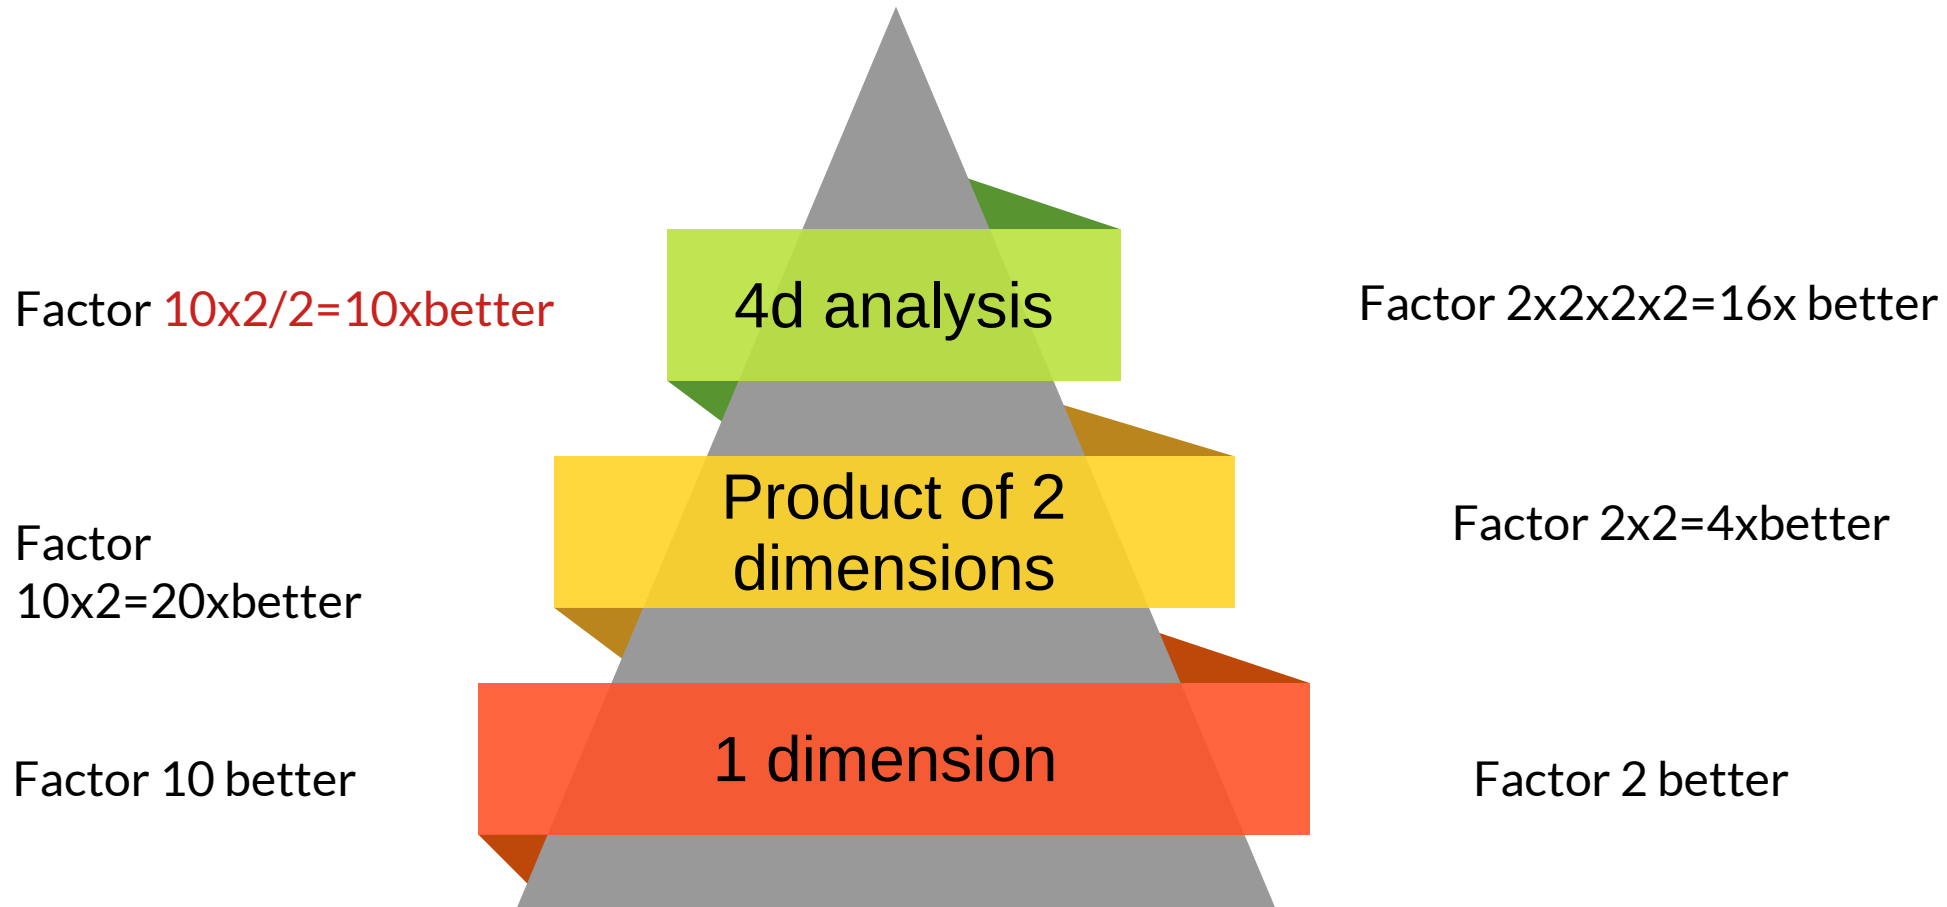 Factor 10x2/2=10xbetter
4d analysis
Factor 2x2x2x2=16x better
Factor
10x2=20xbetter
Product of 2
dimensions
Factor 2x2=4xbetter
Factor 10 better
1 dimension
Factor 2 better